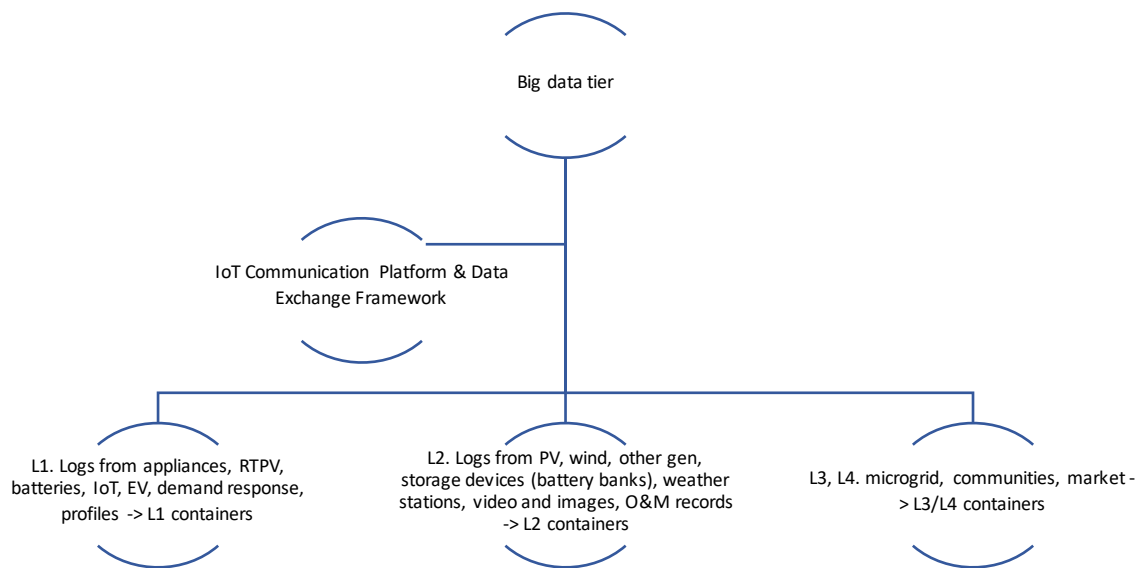 Big data tier
IoT Communication Platform & Data
Exchange Framework
L1. Logs from appliances, RTPV,
batteries, IoT, EV, demand response,
profiles -> L1 containers
L2. Logs from PV, wind, other gen,
storage devices (battery banks), weather
stations, video and images, O&M records
-> L2 containers
L3, L4. microgrid, communities, market -
> L3/L4 containers